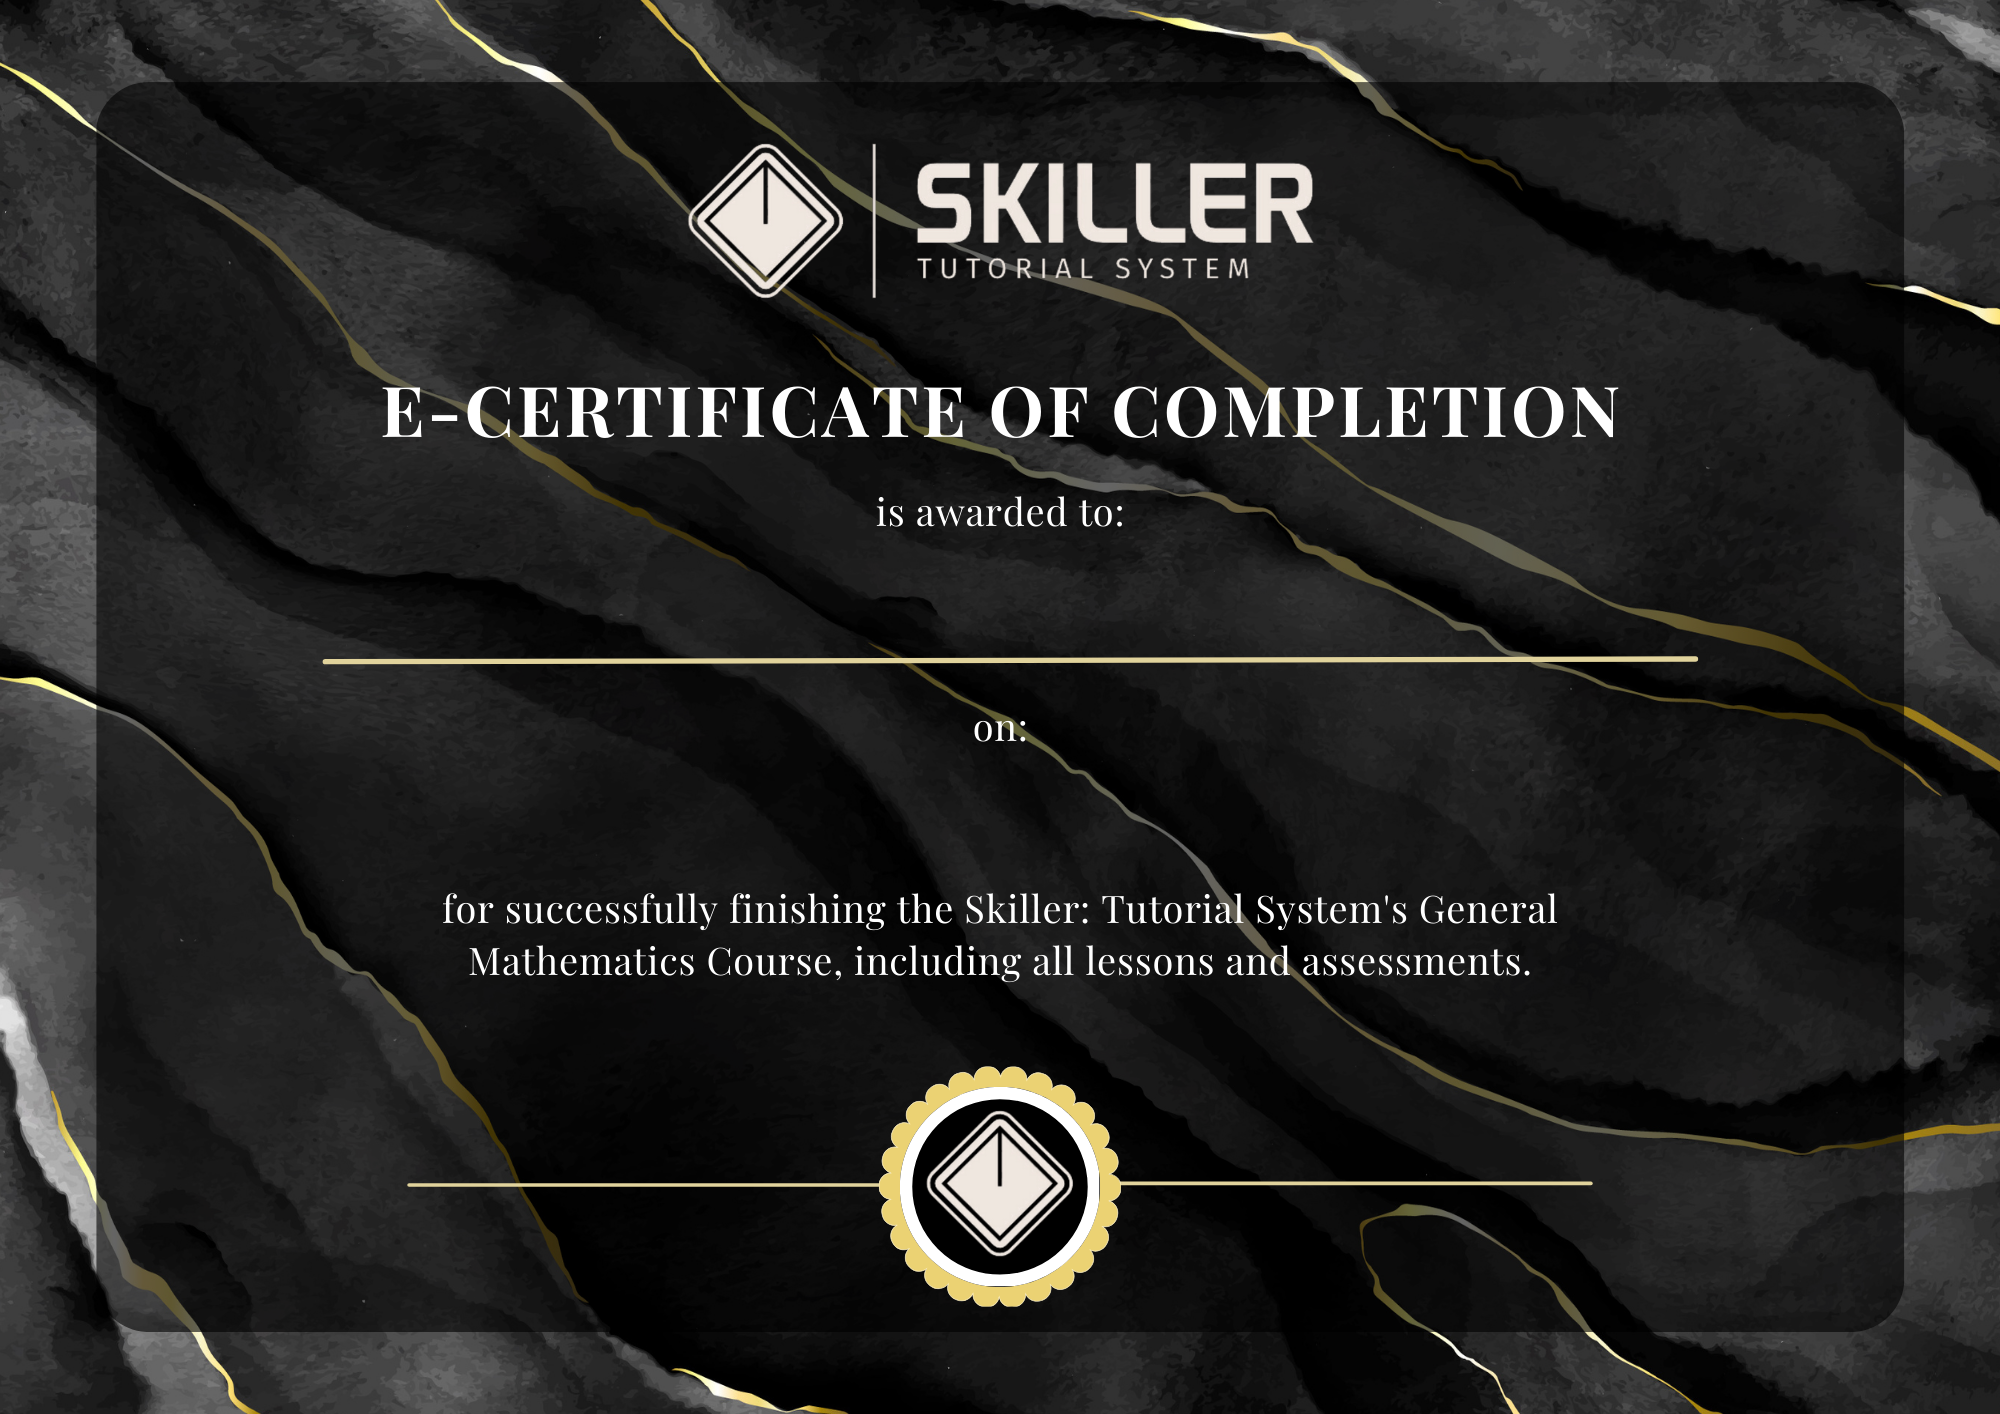 SKILLER
TUTORIAL SYSTEM
E-CERTIFICATE OF COMPLETION
is awarded to:
on:
for successfully finishing the Skiller: Tutorial System's General
Mathematics Course, including all lessons and assessments.